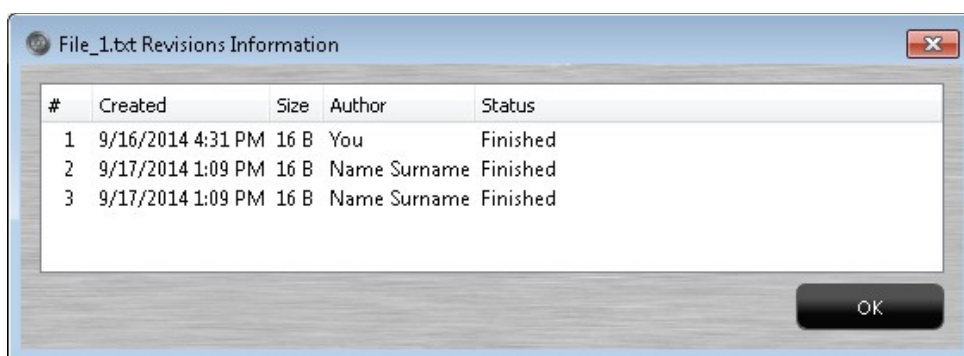 File_1.txt Revisions Information
# Created Size Author Status
1 9/16/2014 4:31 PM 16 B You Finished
2 9/17/2014 1:09 PM 16 B Name Surname Finished
3 9/17/2014 1:09 PM 16 B Name Surname Finished
OK